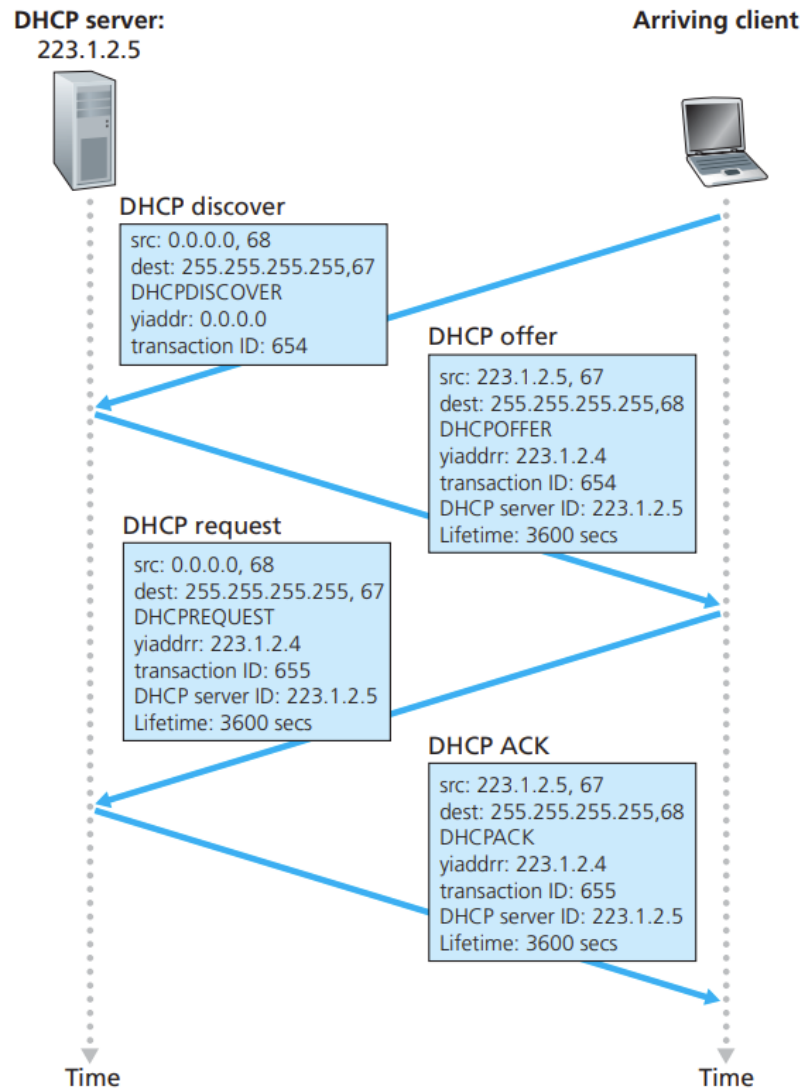 DHCP server:
223.1.2.5
Arriving client
DHCP discover
src: 0.0.0.0, 68
dest: 255.255.255.255,67
DHCPDISCOVER
yiaddr: 0.0.0.0
transaction ID: 654
DHCP offer
src: 223.1.2.5, 67
dest: 255.255.255.255,68
DHCPOFFER
yiaddrr: 223.1.2.4
transaction ID: 654
DHCP server ID: 223.1.2.5
Lifetime: 3600 secs
DHCP request
src: 0.0.0.0, 68
dest: 255.255.255.255, 67
DHCPREQUEST
yiaddrr: 223.1.2.4
transaction ID: 655
DHCP server ID: 223.1.2.5
Lifetime: 3600 secs
DHCP ACK
src: 223.1.2.5, 67
dest: 255.255.255.255,68
DHCPACK
yiaddrr: 223.1.2.4
transaction ID: 655
DHCP server ID: 223.1.2.5
Lifetime: 3600 secs
Time
Time